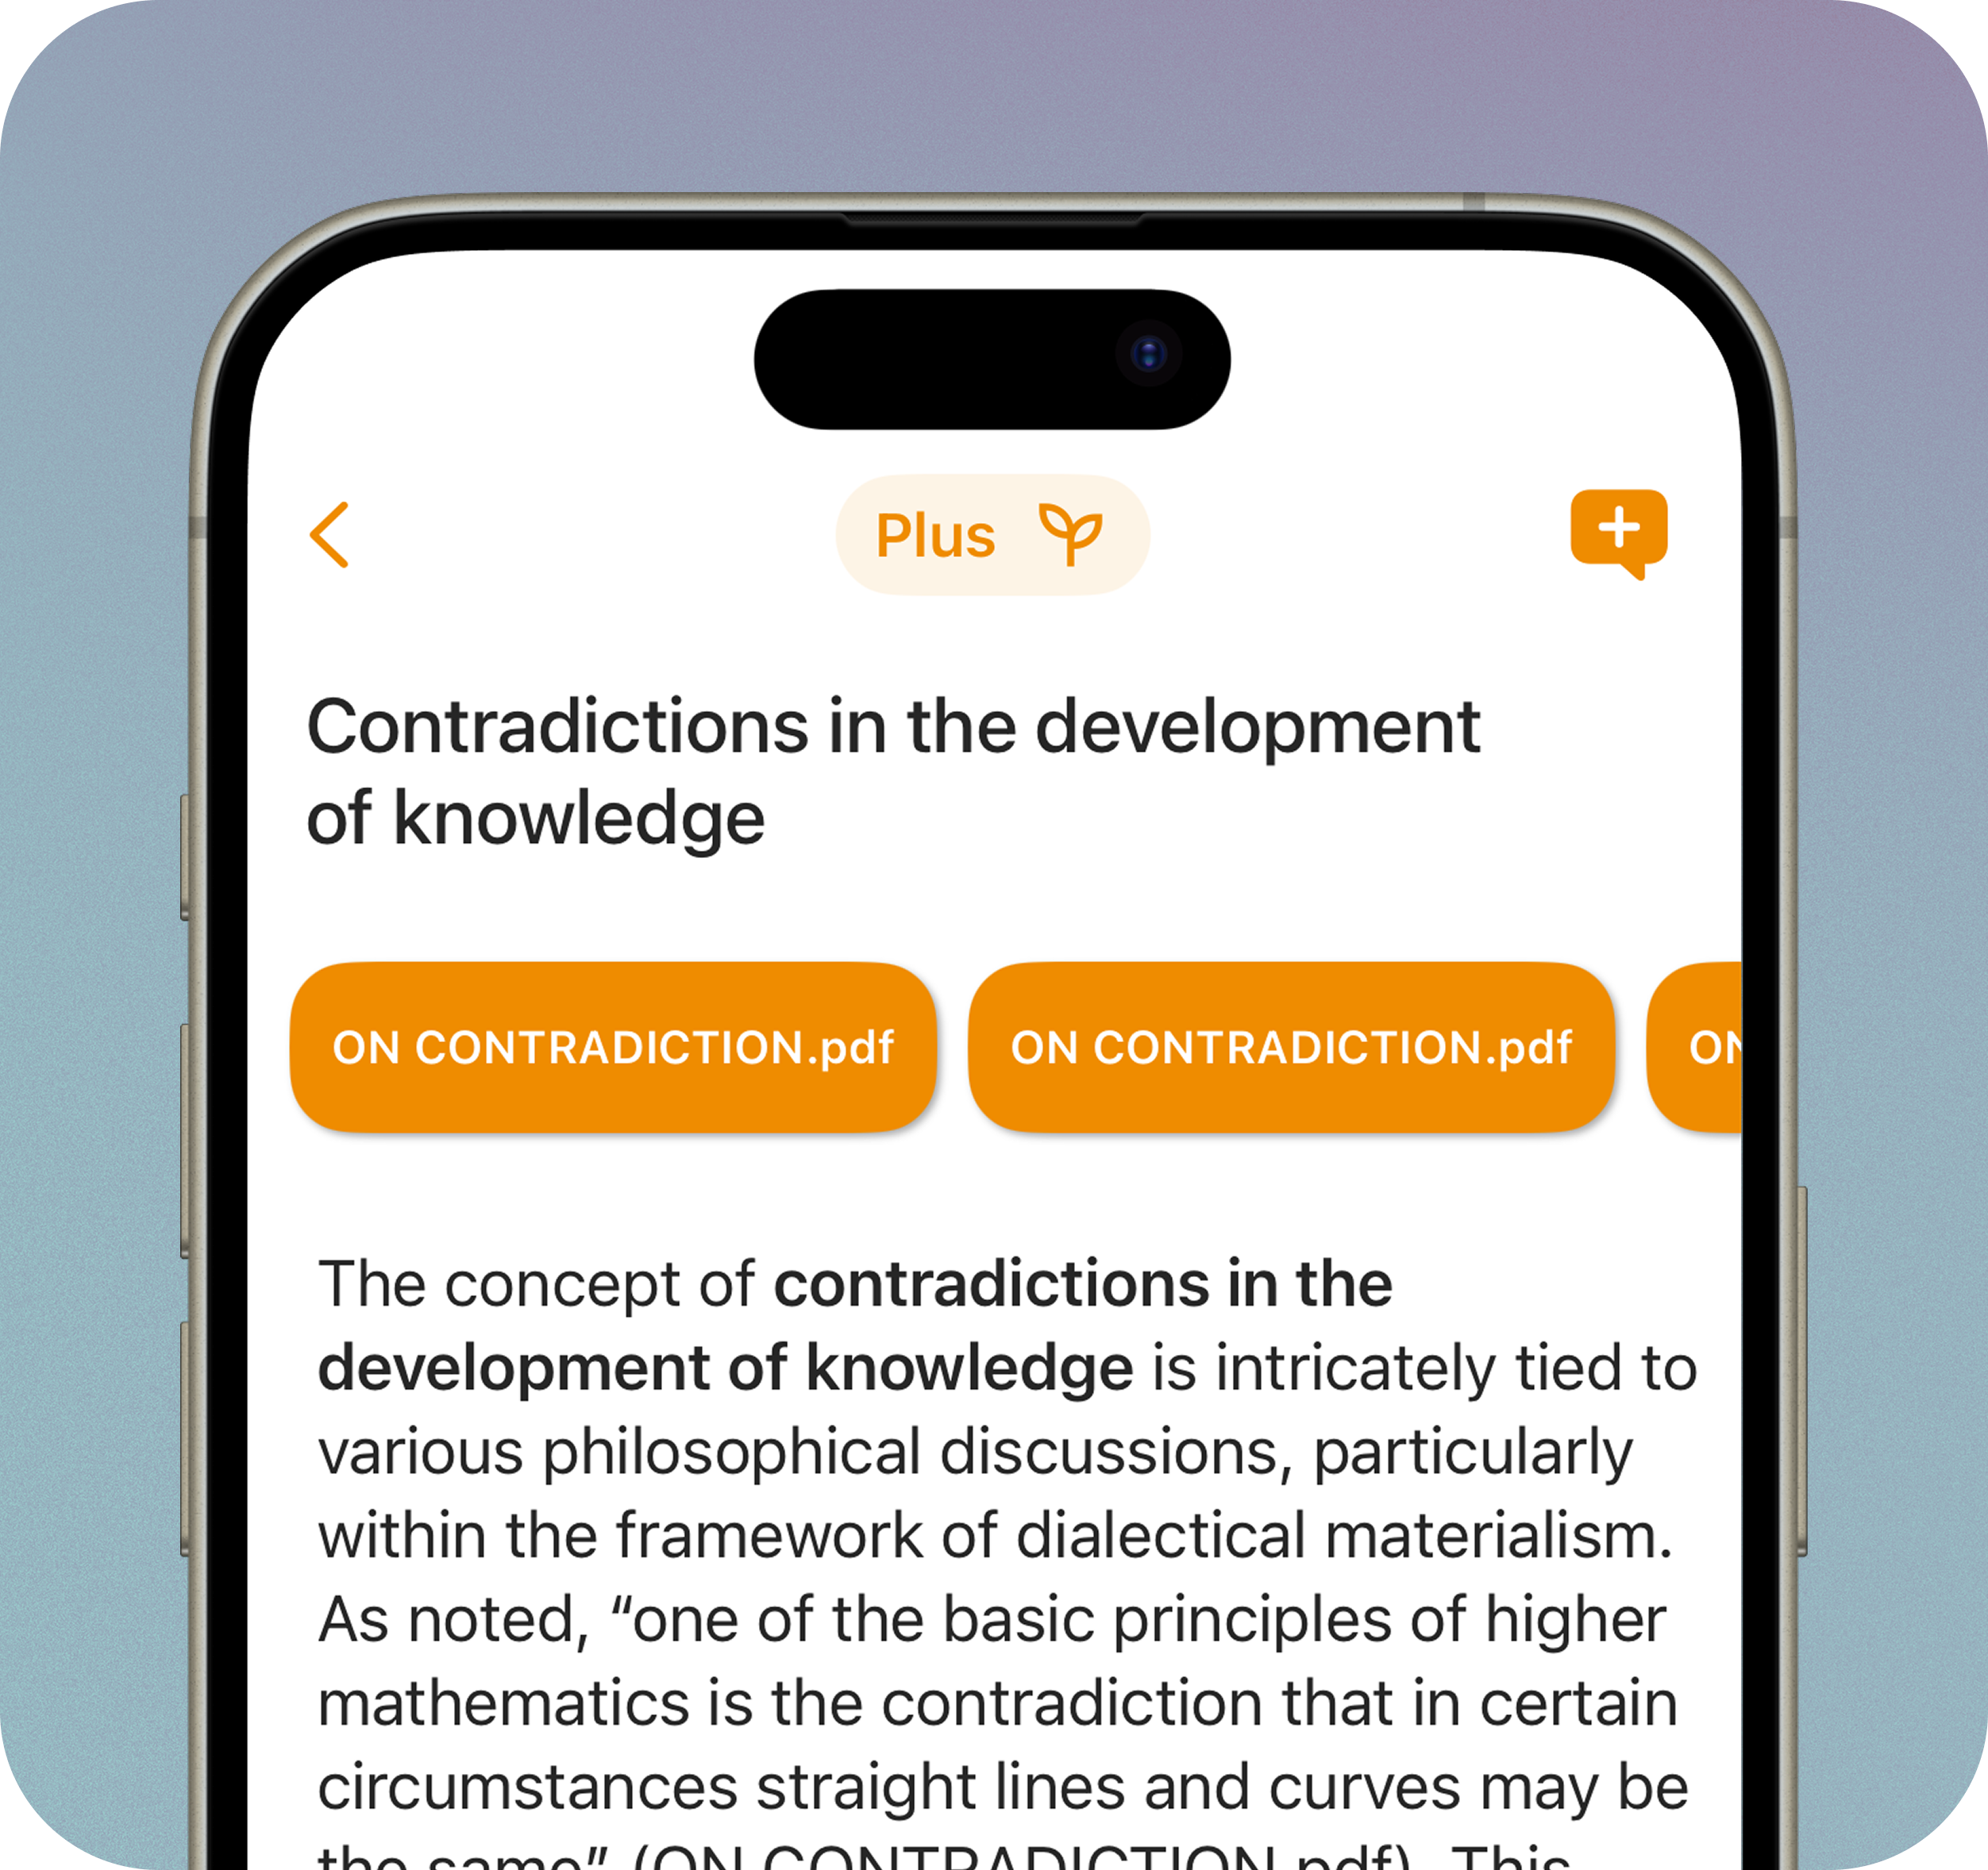 Plus
Contradictions in the development
of knowledge
ON CONTRADICTION.pdf ON CONTRADICTION.pdf ON
The concept of contradictions in the
development of knowledge is intricately tied to
various philosophical discussions, particularly
within the framework of dialectical materialism.
As noted, “one of the basic principles of higher
mathematics is the contradiction that in certain
circumstances straight lines and curves may be
the same” (ON CONTRADICTION.pdf). This